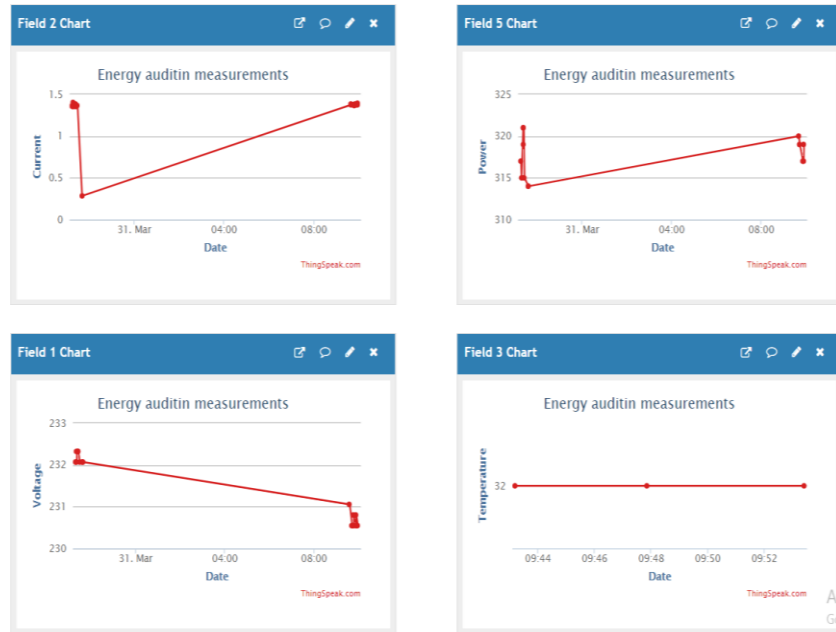 Field 2 Chart
Energy auditin measurements
1.5
1
0.5
0
Current
31. Mar 04:00 08:00
Date
ThingSpeak.com
Field 5 Chart
Energy auditin measurements
325
320
315
310
Power
31. Mar 04:00 08:00
Date
ThingSpeak.com
Field 1 Chart
Energy auditin measurements
233
232
231
230
Voltage
31. Mar 04:00 08:00
Date
ThingSpeak.com
Field 3 Chart
Energy auditin measurements
32
Temperature
09:44 09:46 09:48 09:50 09:52
Date
ThingSpeak.com